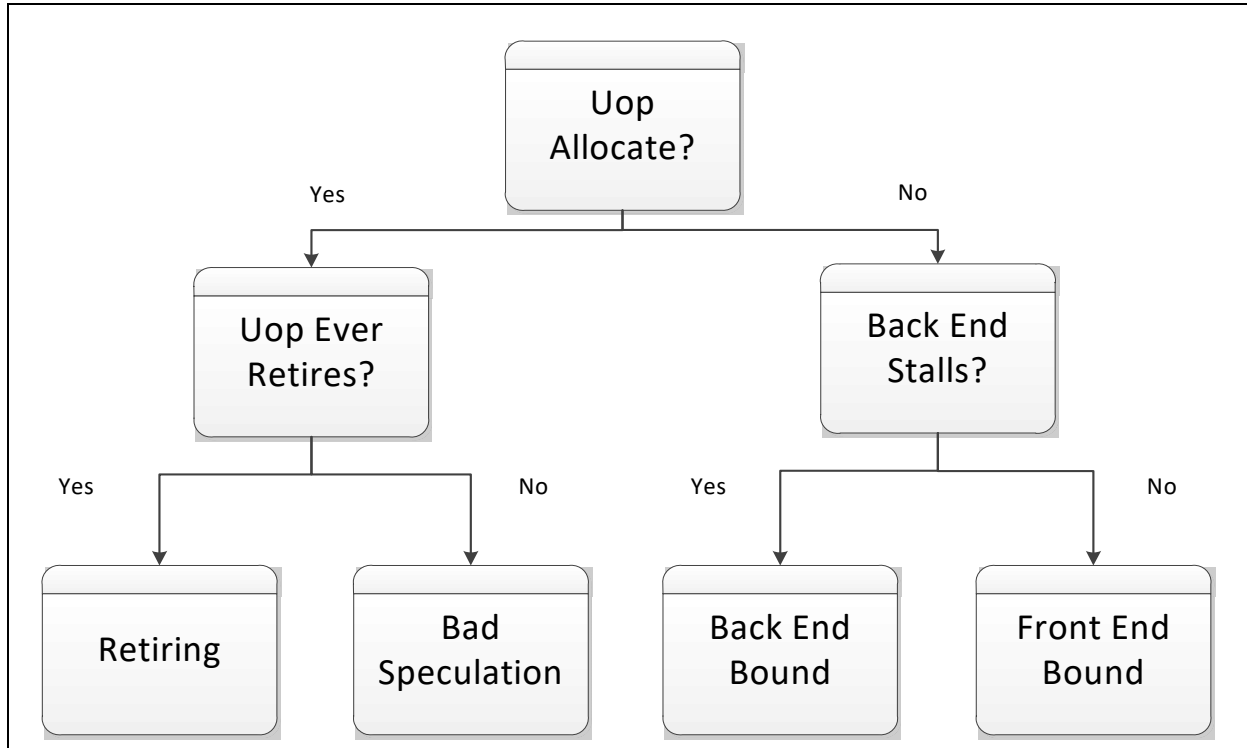 Uop
Allocate?
Yes
No
Uop Ever
Retires?
Back End
Stalls?
Yes
No
Yes
No
Retiring
Bad
Speculation
Back End
Bound
Front End
Bound